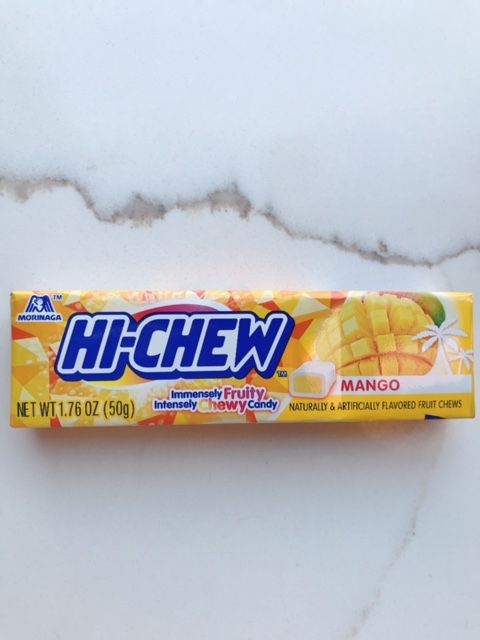 TM
MORINAGA
HI-CHEW
TM
Immensely Fruity
Intensely Chewy Candy
NET WT 1.76 OZ (50g)
MANGO
NATURALLY & ARTIFICIALLY FLAVORED FRUIT CHEWS